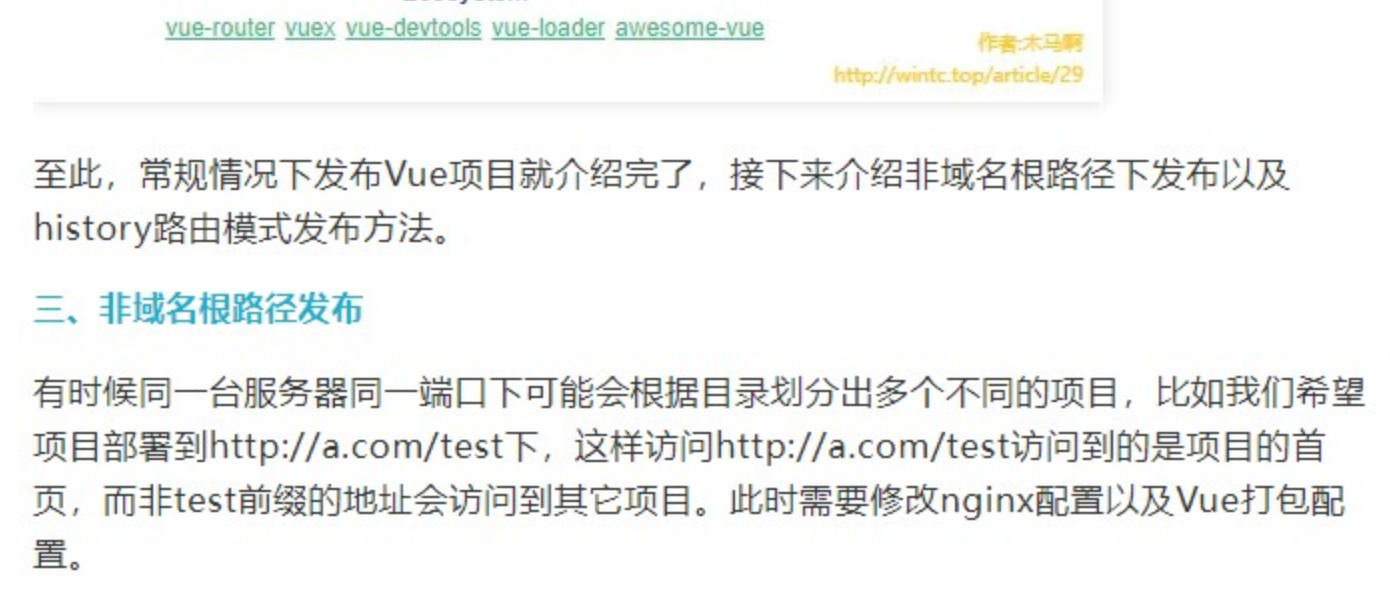 vue-router vuex vue-devtools vue-loader awesome-vue
作者:木马啊
http://wintc.top/article/29
至此，常规情况下发布Vue项目就介绍完了，接下来介绍非域名根路径下发布以及
history路由模式发布方法。
三、非域名根路径发布
有时候同一台服务器同一端口下可能会根据目录划分出多个不同的项目，比如我们希望
项目部署到http://a.com/test下，这样访问http://a.com/test访问到的是项目的首
页，而非test前缀的地址会访问到其它项目。此时需要修改nginx配置以及Vue打包配
置。